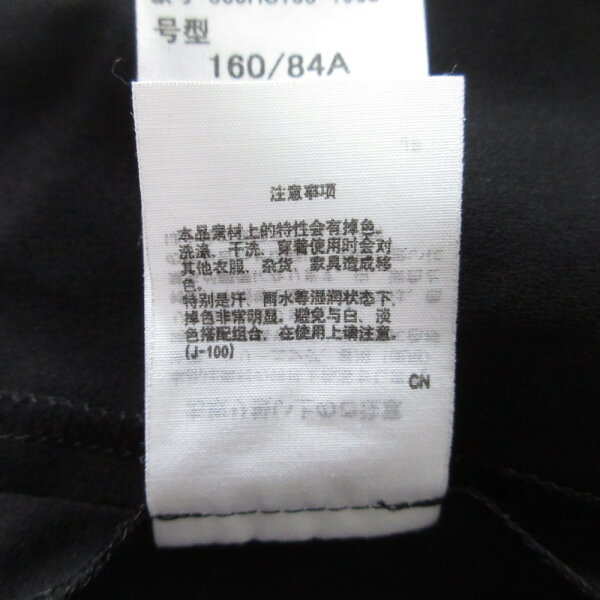 号型
160/84A
注意事项
本品素材上的特性会有掉色。
洗涤、干洗、穿着使用时会对
其他衣服、杂货、家具造成移
色。
特别是汗、雨水等湿润状态下，
掉色非常明显。避免与白、淡
色搭配组合。在使用上请注意。
(J-100)
CN